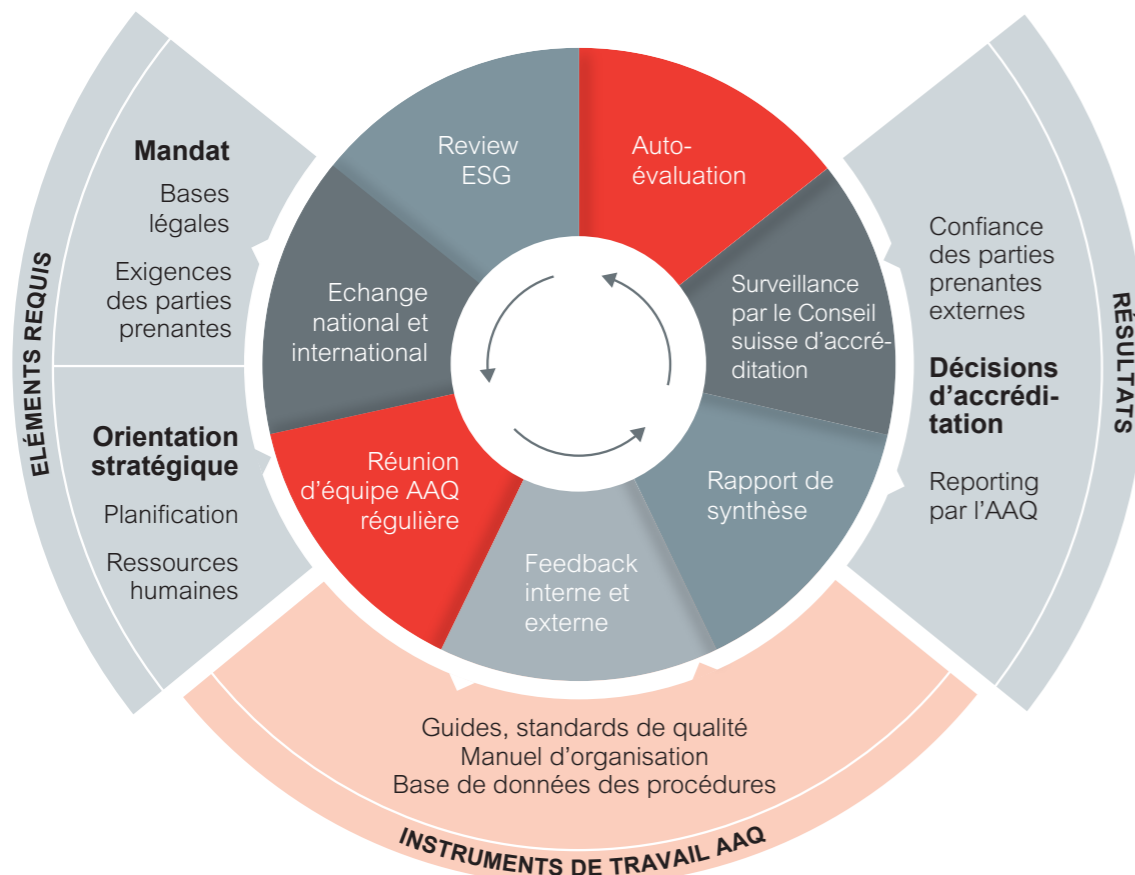 ELÉMENTS REQUIS
Mandat
Bases
légales
Exigences
des parties
prenantes
Orientation
stratégique
Planification
Ressources
humaines
Review
ESG
Auto-
évaluation
Echange
national et
international
Surveillance
par le Conseil
suisse d’accré-
ditation
Réunion
d’équipe AAQ
régulière
Rapport de
synthèse
Feedback
interne et
externe
Confiance
des parties
prenantes
externes
Décisions
d’accrédi-
tation
Reporting
par l’AAQ
RÉSULTATS
Guides, standards de qualité
Manuel d’organisation
Base de données des procédures
INSTRUMENTS DE TRAVAIL AAQ